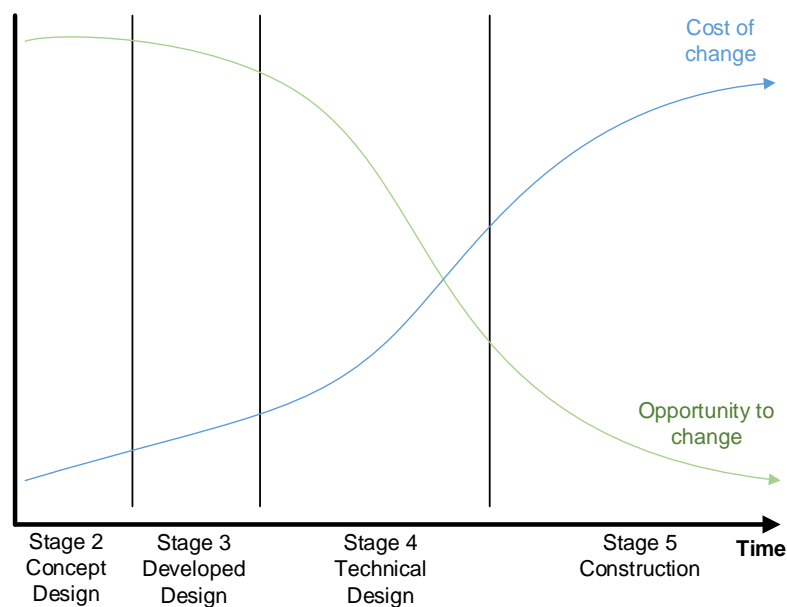 Cost of
change
Opportunity to
change
Stage 2
Concept
Design
Stage 3
Developed
Design
Stage 4
Technical
Design
Stage 5
Construction
Time